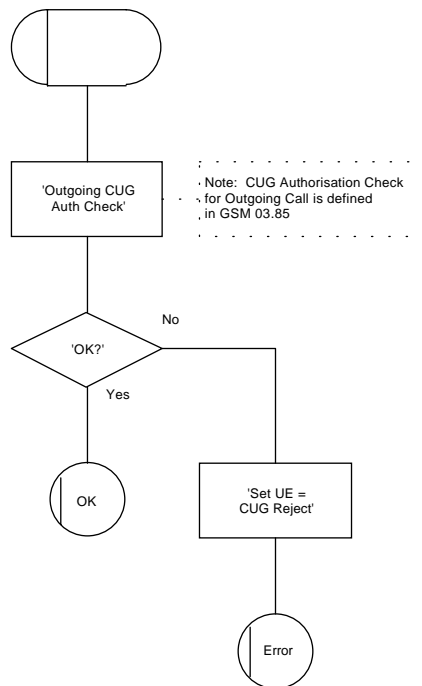 'Outgoing CUG
Auth Check'
Note: CUG Authorisation Check
for Outgoing Call is defined
in GSM 03.85
No
'OK?'
Yes
OK
'Set UE =
CUG Reject'
Error